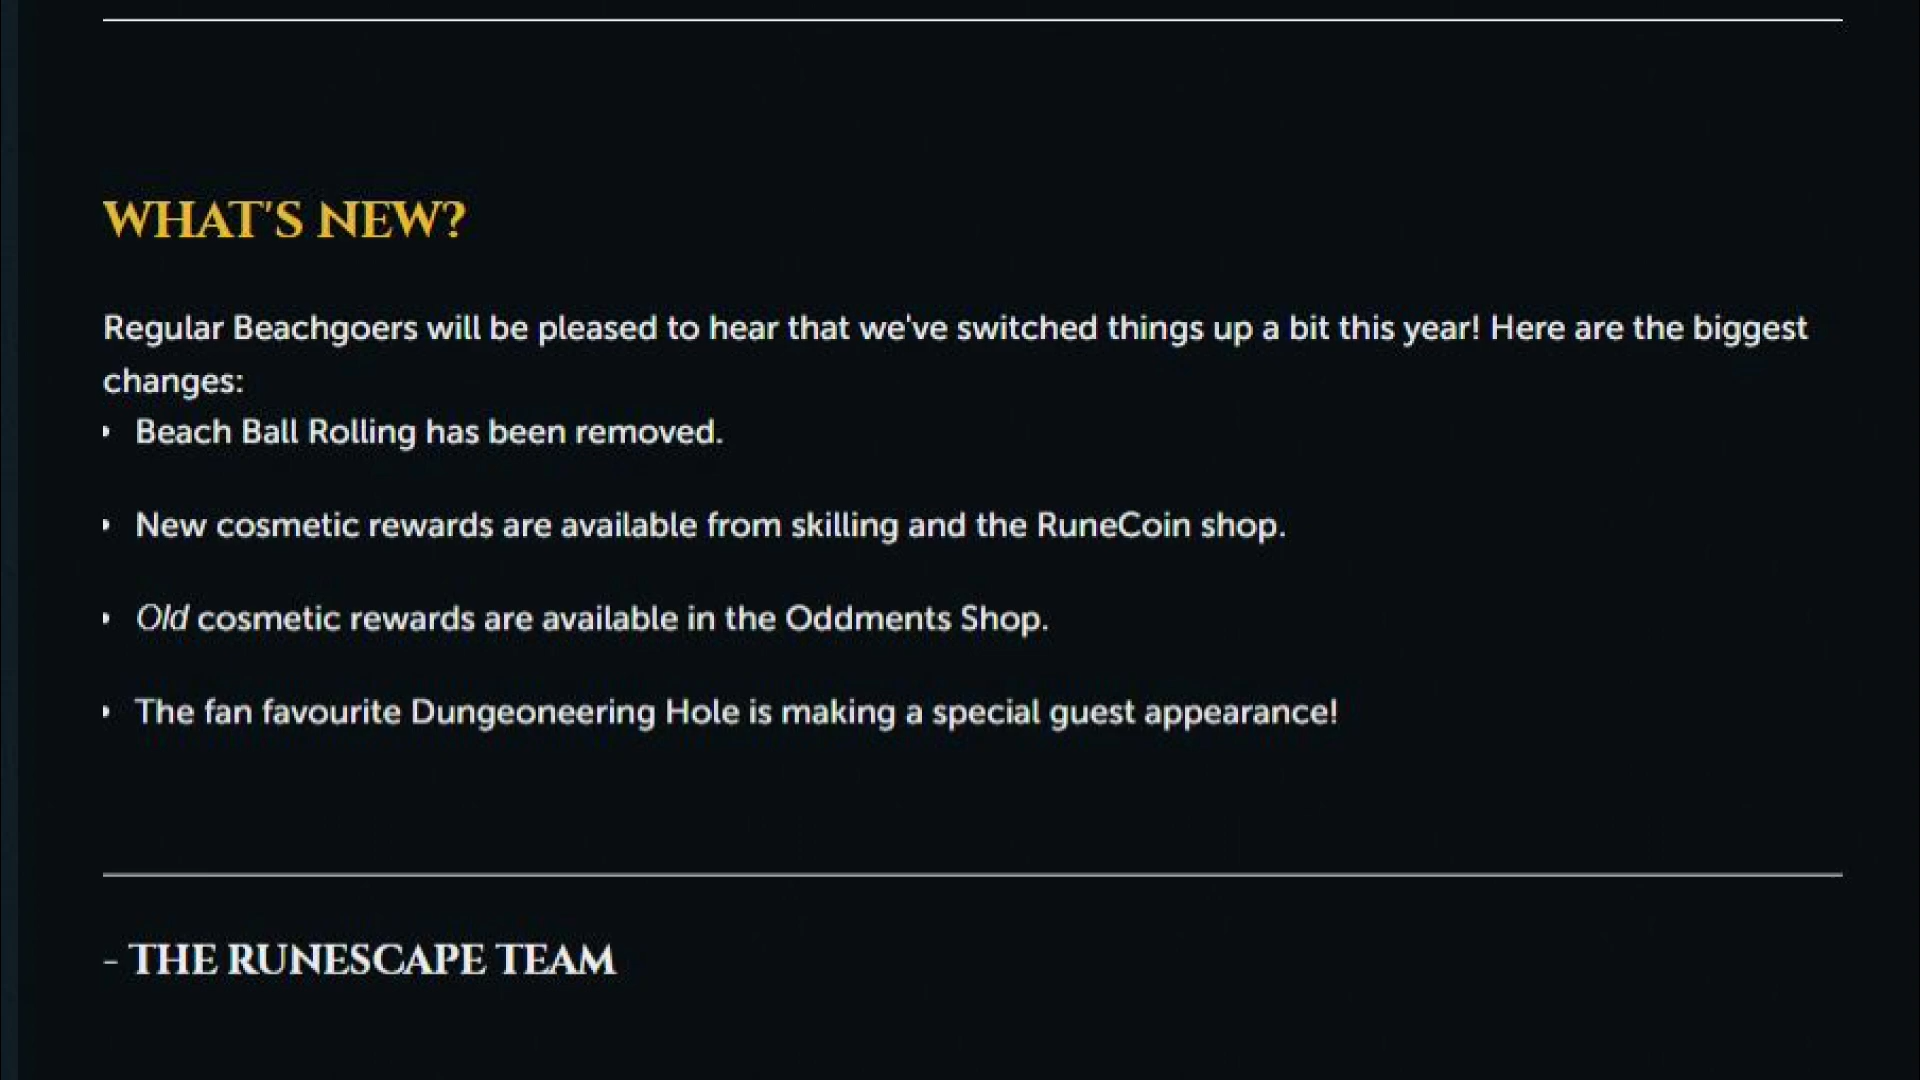 WHAT'S NEW?
Regular Beachgoers will be pleased to hear that we've switched things up a bit this year! Here are the biggest
changes:
• Beach Ball Rolling has been removed.
• New cosmetic rewards are available from skilling and the RuneCoin shop.
• Old cosmetic rewards are available in the Oddments Shop.
• The fan favourite Dungeoneering Hole is making a special guest appearance!
- THE RUNESCAPE TEAM